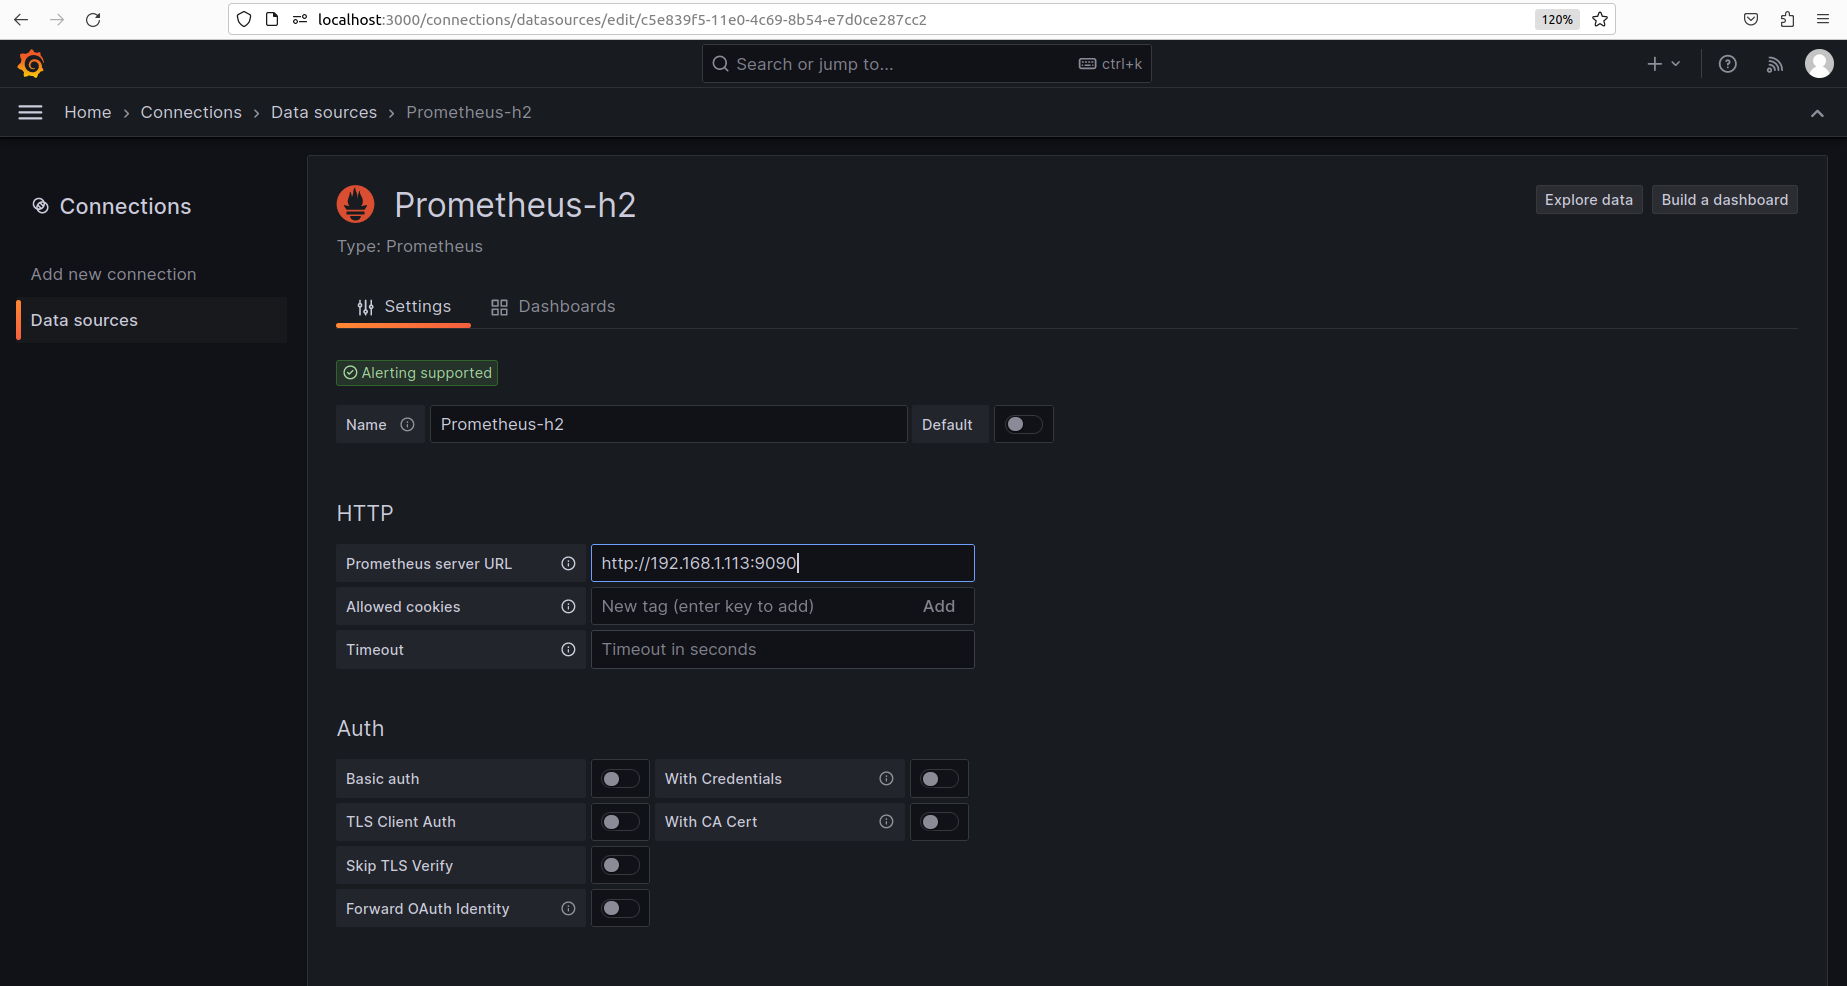 localhost:3000/connections/datasources/edit/c5e839f5-11e0-4c69-8b54-e7d0ce287cc2 120%
Search or jump to... ctrl+k
Home › Connections › Data sources › Prometheus-h2
Connections
Add new connection
Data sources
Prometheus-h2
Type: Prometheus
Explore data Build a dashboard
Settings Dashboards
Alerting supported
Name Prometheus-h2 Default
HTTP
Prometheus server URL http://192.168.1.113:9090
Allowed cookies New tag (enter key to add) Add
Timeout Timeout in seconds
Auth
Basic auth With Credentials
TLS Client Auth With CA Cert
Skip TLS Verify
Forward OAuth Identity